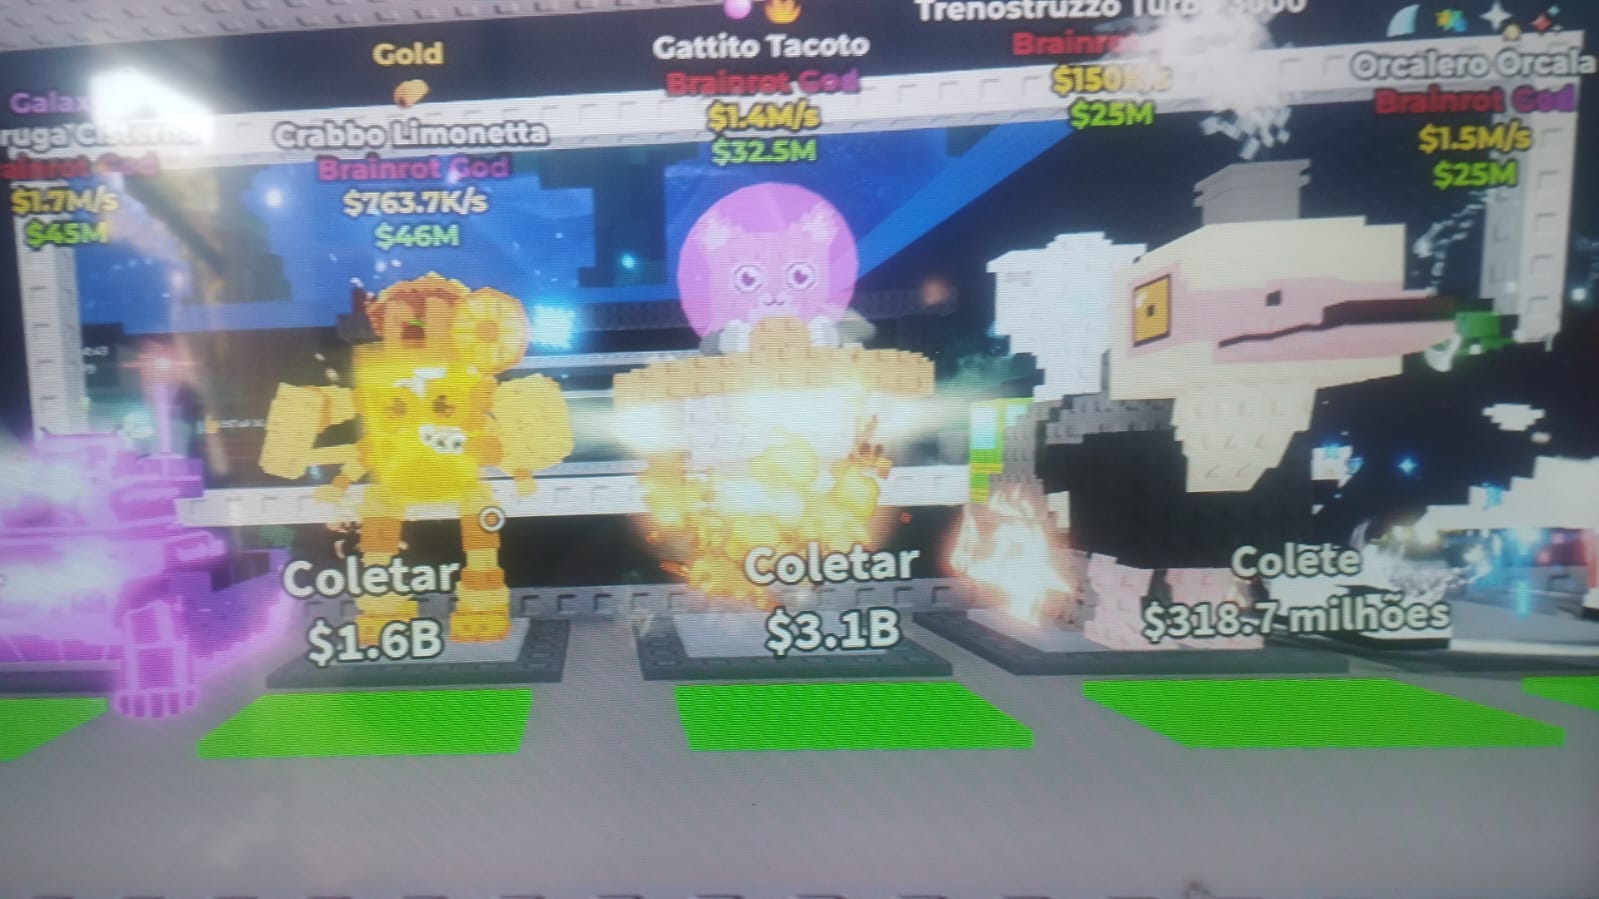 Gold
Crabbo Limonetta
Brainrot God
$763.7K/s
$46M
Gattito Tacoto
Brainrot God
$1.4M/s
$32.5M
Trenostruzzo
$25M
Orcalero Orcala
Brainrot God
$1.5M/s
$25M
$1.7M/s
$45M
Coletar
$1.6B
Coletar
$3.1B
Colete
$318.7 milhões